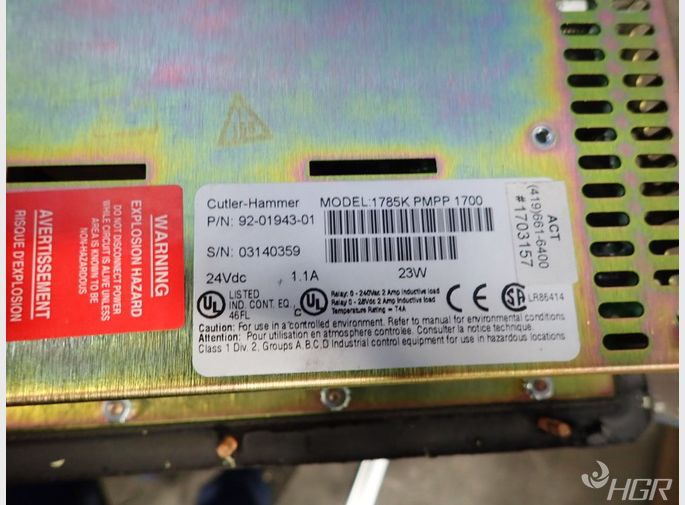 Cutler-Hammer MODEL:1785K PMPP 1700
P/N: 92-01943-01
S/N: 03140359
24Vdc 1.1A 23W
UL LISTED
IND. CONT. EQ.
46FL
C UL
Relay: 0 - 240Vac 2 Amp inductive load
Relay: 0 - 28Vdc 2 Amp inductive load
Temperature Rating = T4A
CE
LR86414
Caution: For use in a controlled environment. Refer to manual for environmental conditions
Attention: Pour utilisation en atmosphere controlee. Consulter la notice technique.
Class 1 Div. 2, Groups A,B,C,D Industrial control equipment for use in hazardous locations
ACT
(419)661-6400
#1703157
WARNING
EXPLOSION HAZARD
DO NOT DISCONNECT POWER
WHILE CIRCUIT IS ALIVE UNLESS
AREA IS KNOWN TO BE
NON-HAZARDOUS
AVERTISSEMENT
RISQUE D'EXPLOSION
HGR